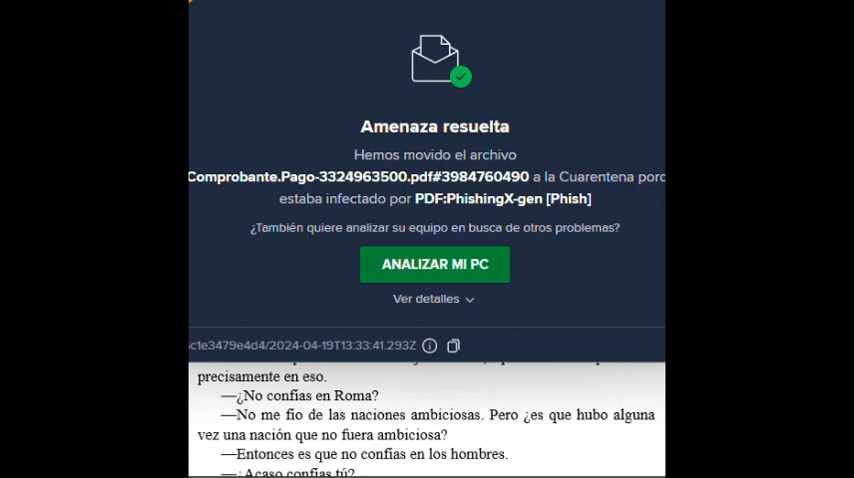 Amenaza resuelta
Hemos movido el archivo
Comprobante.Pago-3324963500.pdf#3984760490 a la Cuarentena
estaba infectado por PDF:PhishingX-gen [Phish]
¿También quiere analizar su equipo en busca de otros problemas?
ANALIZAR MI PC
Ver detalles
c1e3479e4d4/2024-04-19T13:33:41.293Z
precisamente en eso.
—¿No confías en Roma?
—No me fío de las naciones ambiciosas. Pero ¿es que hubo alguna
vez una nación que no fuera ambiciosa?
—Entonces es que no confías en los hombres.
—¿Acaso confías tú?